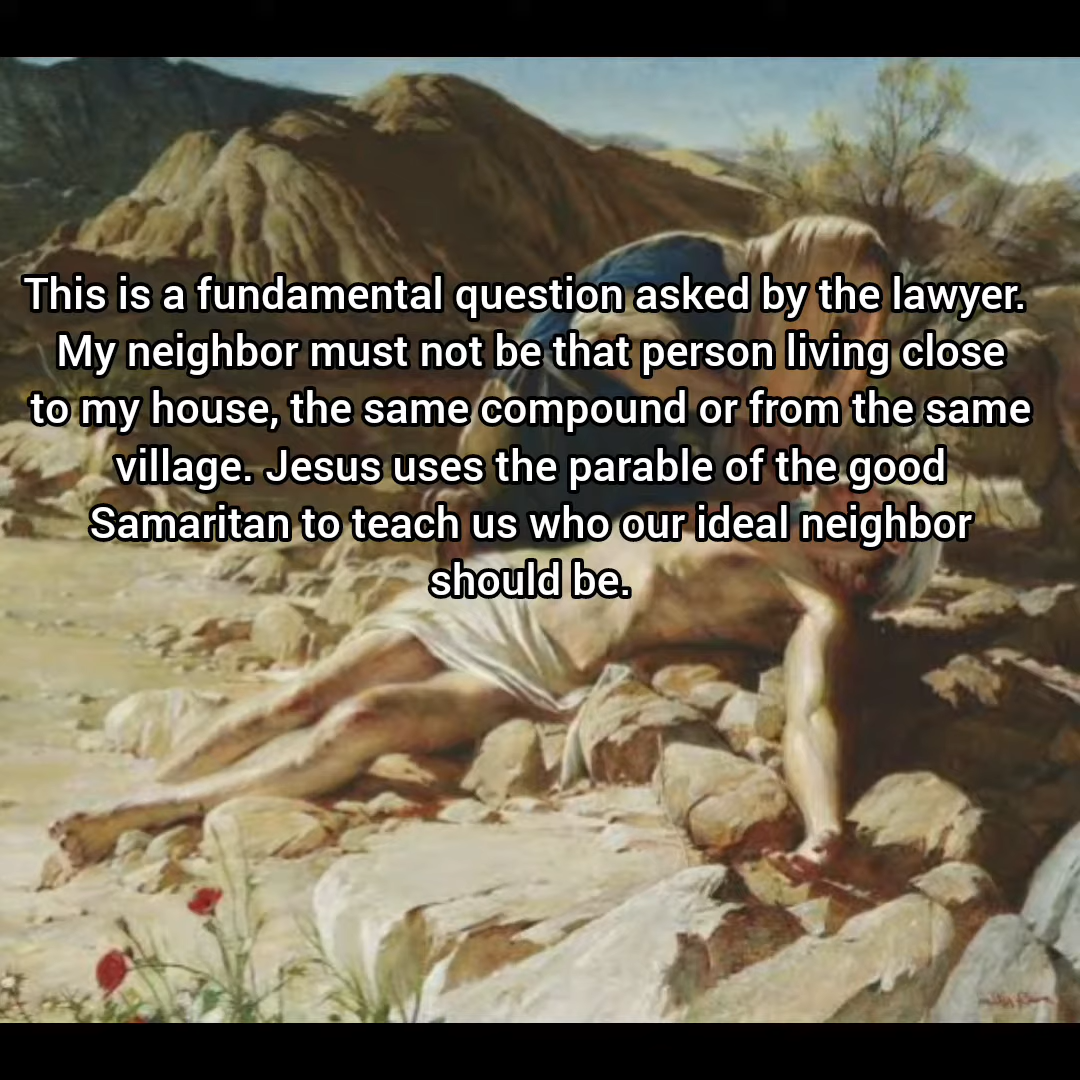 This is a fundamental question asked by the lawyer.
My neighbor must not be that person living close
to my house, the same compound or from the same
village. Jesus uses the parable of the good
Samaritan to teach us who our ideal neighbor
should be.